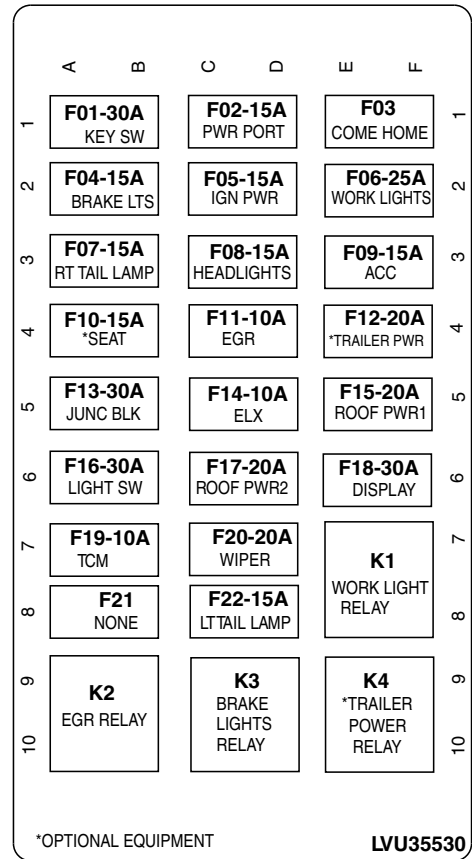 A B C D E F
1 1
F01-30A F02-15A F03
KEY SW PWR PORT COME HOME
2 2
F04-15A F05-15A F06-25A
BRAKE LTS IGN PWR WORK LIGHTS
3 3
F07-15A F08-15A F09-15A
RT TAIL LAMP HEADLIGHTS ACC
4 4
F10-15A F11-10A F12-20A
*SEAT EGR *TRAILER PWR
5 5
F13-30A F14-10A F15-20A
JUNC BLK ELX ROOF PWR1
6 6
F16-30A F17-20A F18-30A
LIGHT SW ROOF PWR2 DISPLAY
7 7
F19-10A F20-20A
TCM WIPER
K1
WORK LIGHT
RELAY
8 8
F21 F22-15A
NONE LT TAIL LAMP
9 9
K2
EGR RELAY
K3
BRAKE
LIGHTS
RELAY
K4
*TRAILER
POWER
RELAY
10 10
*OPTIONAL EQUIPMENT LVU35530